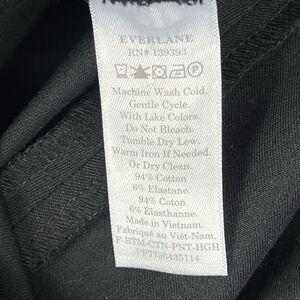 EVERLANE
RN# 139393
Machine Wash Cold.
Gentle Cycle.
With Like Colors.
Do Not Bleach.
Tumble Dry Low.
Warm Iron If Needed.
Or Dry Clean.
94% Cotton
6% Elastane.
94% Coton
6% Élasthanne.
Made in Vietnam.
Fabriqué au Viêt-Nam.
F-BTM-CTN-PNT-HGH